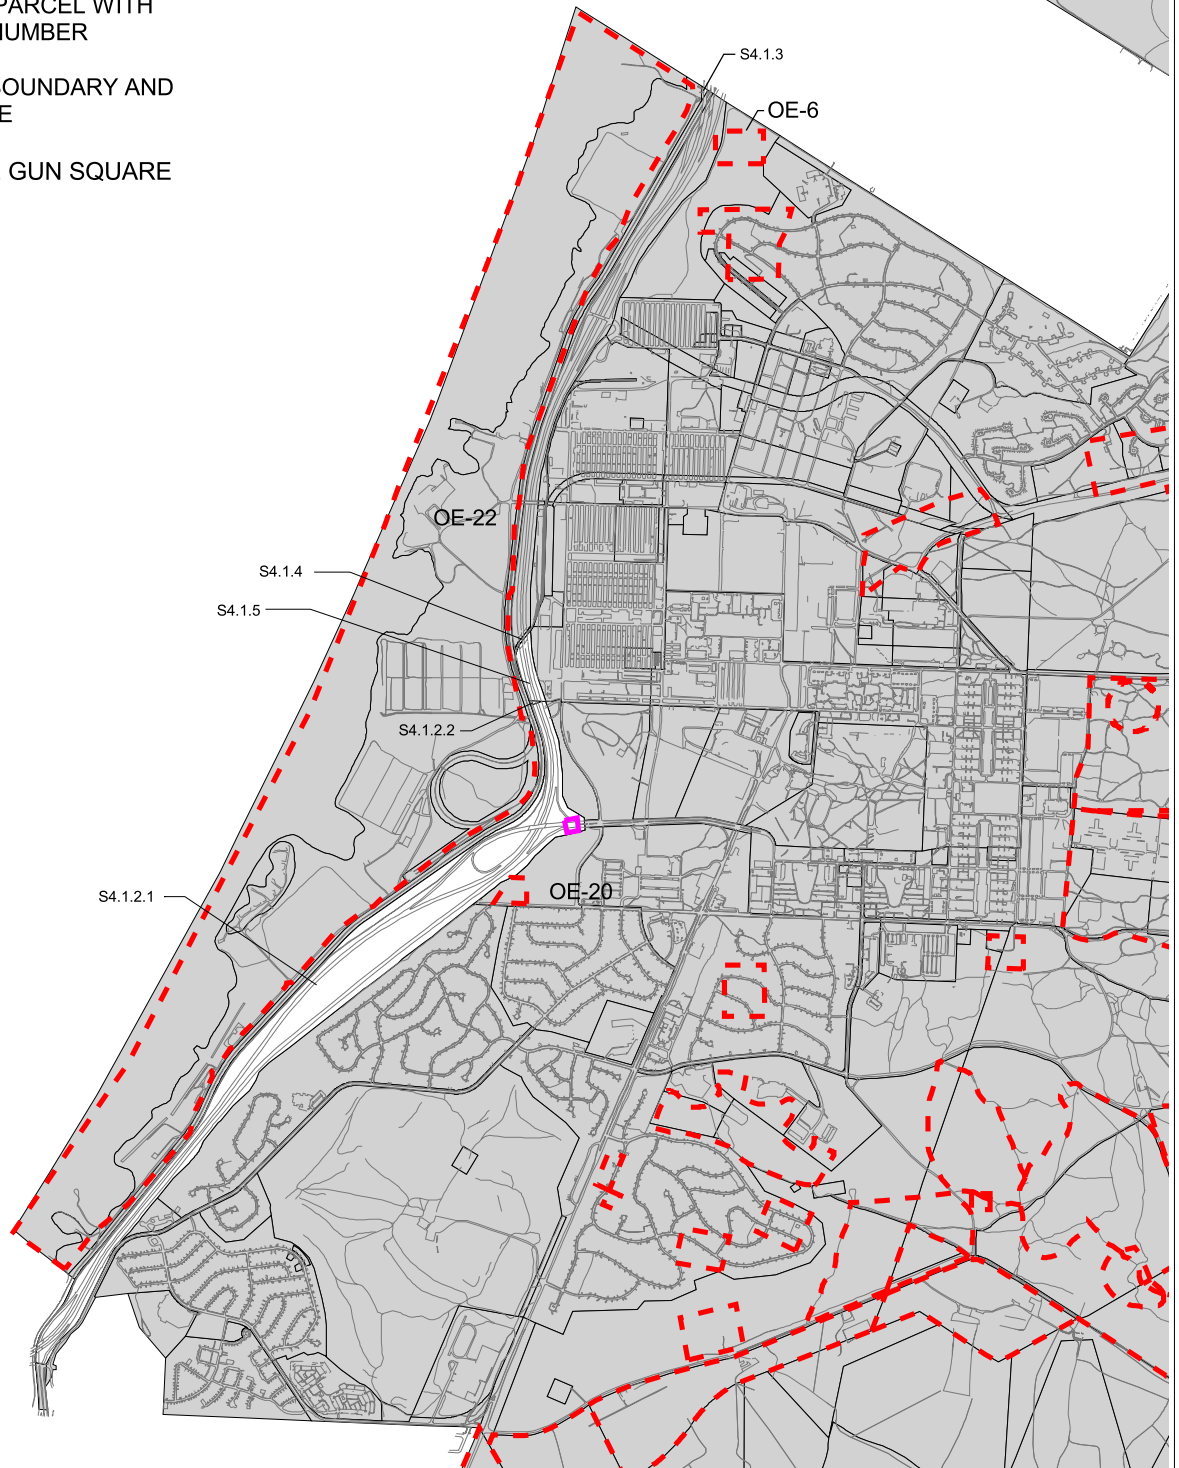 PARCEL WITH
NUMBER
BOUNDARY AND
E
GUN SQUARE
S4.1.3
OE-6
OE-22
S4.1.4
S4.1.5
S4.1.2.2
OE-20
S4.1.2.1